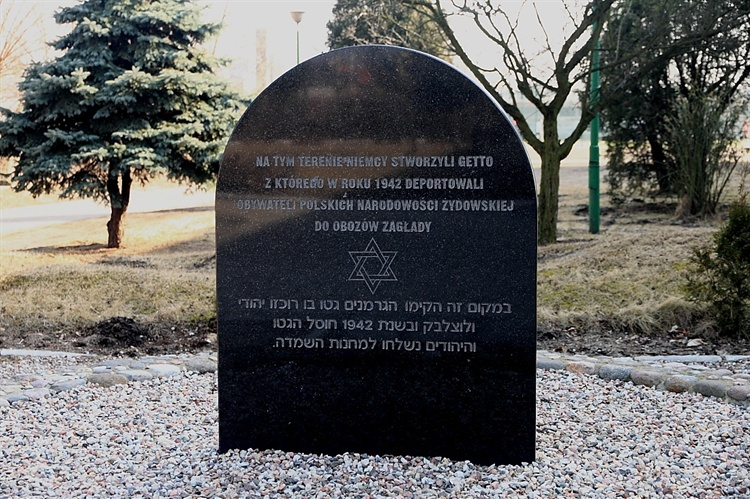 NA TYM TERENIE NIEMCY STWORZYLI GETTO
Z KTÓREGO W ROKU 1942 DEPORTOWALI
OBYWATELI POLSKICH NARODOWOŚCI ŻYDOWSKIEJ
DO OBOZÓW ZAGŁADY
במקום זה הקימו הגרמנים גטו בו רוכזו יהודי
ולוצלבק ובשנת 1942 חוסל הגטו
והיהודים נשלחו למחנות השמדה.